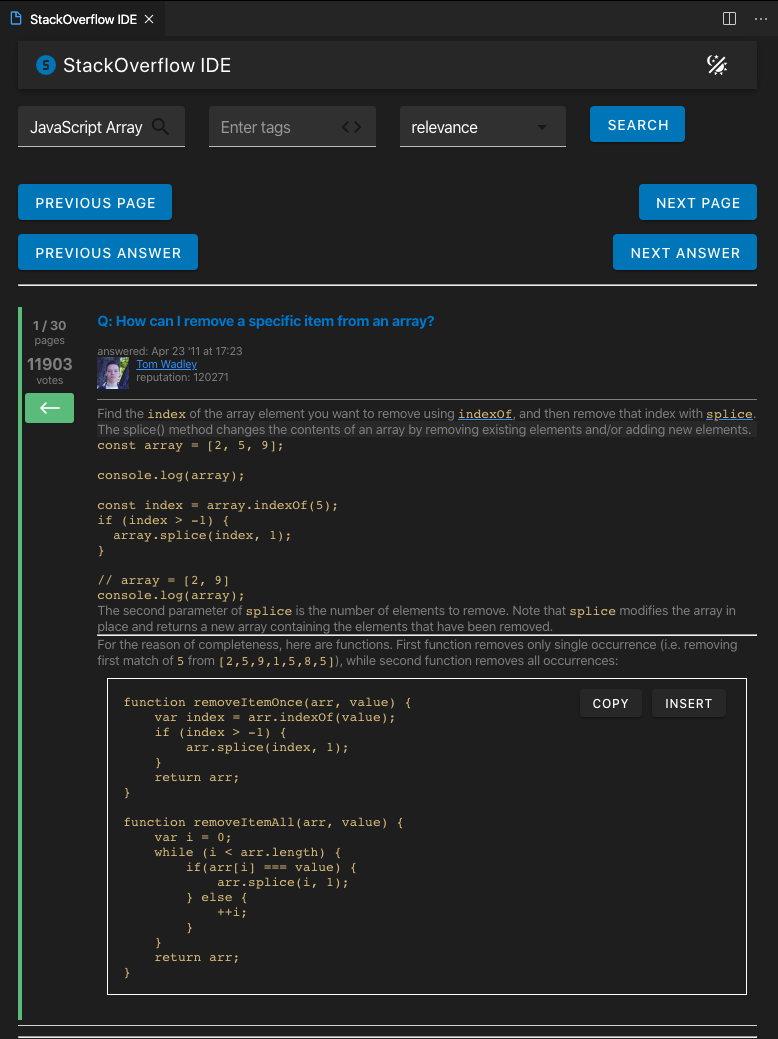 StackOverflow IDE
S StackOverflow IDE
JavaScript Array Enter tags <> relevance SEARCH
PREVIOUS PAGE NEXT PAGE
PREVIOUS ANSWER NEXT ANSWER
1 / 30
pages
11903
votes
Q: How can I remove a specific item from an array?
answered: Apr 23 '11 at 17:23
Tom Wadley
reputation: 120271
Find the index of the array element you want to remove using indexOf, and then remove that index with splice.
The splice() method changes the contents of an array by removing existing elements and/or adding new elements.
const array = [2, 5, 9];

console.log(array);

const index = array.indexOf(5);
if (index > -1) {
  array.splice(index, 1);
}

// array = [2, 9]
console.log(array);
The second parameter of splice is the number of elements to remove. Note that splice modifies the array in
place and returns a new array containing the elements that have been removed.
For the reason of completeness, here are functions. First function removes only single occurrence (i.e. removing
first match of 5 from [2,5,9,1,5,8,5]), while second function removes all occurrences:
COPY INSERT
function removeItemOnce(arr, value) {
    var index = arr.indexOf(value);
    if (index > -1) {
        arr.splice(index, 1);
    }
    return arr;
}

function removeItemAll(arr, value) {
    var i = 0;
    while (i < arr.length) {
        if(arr[i] === value) {
            arr.splice(i, 1);
        } else {
            ++i;
        }
    }
    return arr;
}